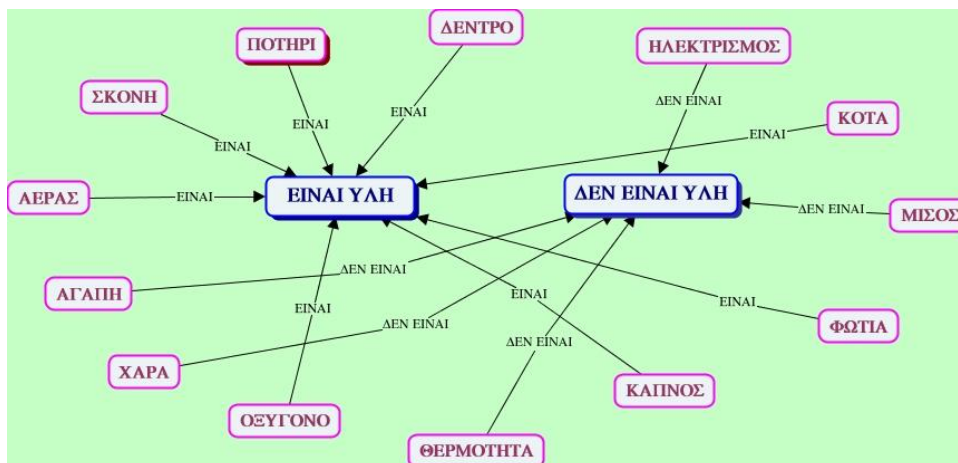 ΔΕΝΤΡΟ
ΠΟΤΗΡΙ
ΗΛΕΚΤΡΙΣΜΟΣ
ΣΚΟΝΗ
ΕΙΝΑΙ
ΕΙΝΑΙ
ΔΕΝ ΕΙΝΑΙ
ΚΟΤΑ
ΕΙΝΑΙ
ΕΙΝΑΙ
ΑΕΡΑΣ
ΕΙΝΑΙ
ΕΙΝΑΙ ΥΛΗ
ΔΕΝ ΕΙΝΑΙ ΥΛΗ
ΔΕΝ ΕΙΝΑΙ
ΜΙΣΟΣ
ΑΓΑΠΗ
ΔΕΝ ΕΙΝΑΙ
ΕΙΝΑΙ
ΕΙΝΑΙ
ΕΙΝΑΙ
ΦΩΤΙΑ
ΔΕΝ ΕΙΝΑΙ
ΔΕΝ ΕΙΝΑΙ
ΧΑΡΑ
ΚΑΠΝΟΣ
ΟΞΥΓΟΝΟ
ΘΕΡΜΟΤΗΤΑ